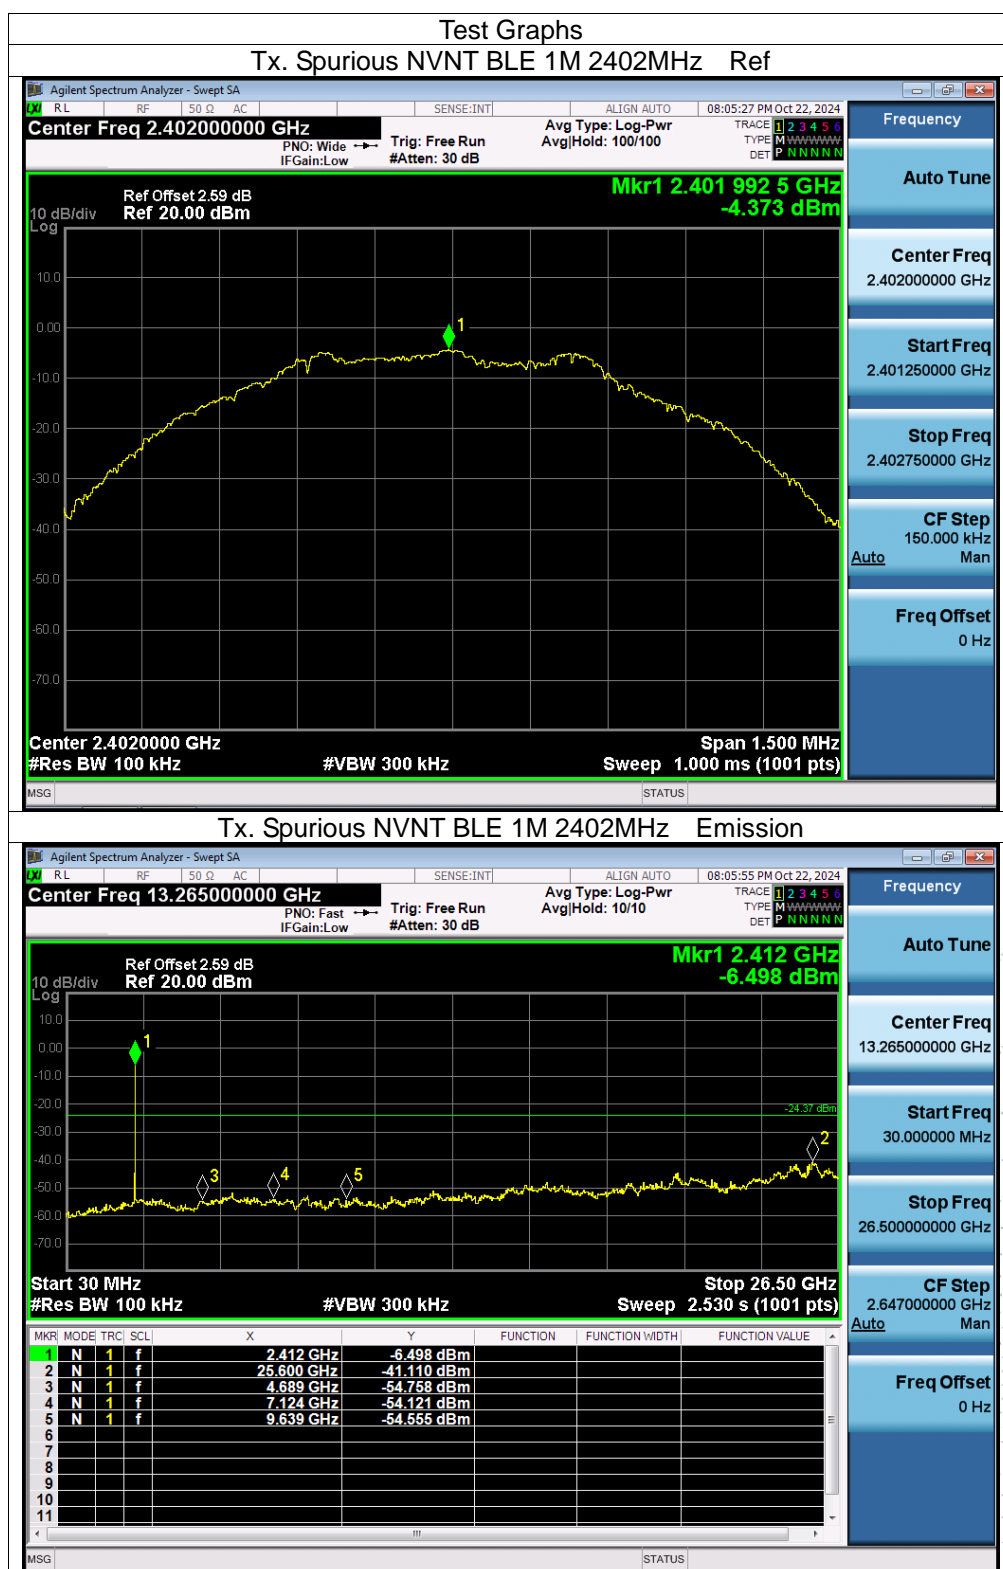 Test Graphs
Tx. Spurious NVNT BLE 1M 2402MHz Ref
Agilent Spectrum Analyzer - Swept SA
LXI RL RF 50 Ω AC SENSE:INT ALIGN AUTO 08:05:27 PM Oct 22, 2024
Center Freq 2.402000000 GHz
PNO: Wide
IFGain:Low
Trig: Free Run
#Atten: 30 dB
Avg Type: Log-Pwr
Avg|Hold: 100/100
TRACE 1 2 3 4 5 6
TYPE M WWWWW
DET P N N N N N
Mkr1 2.401 992 5 GHz
-4.373 dBm
Ref Offset 2.59 dB
10 dB/div Ref 20.00 dBm
Log
1
10.0
0.00
-10.0
-20.0
-30.0
-40.0
-50.0
-60.0
-70.0
Center 2.4020000 GHz Span 1.500 MHz
#Res BW 100 kHz #VBW 300 kHz Sweep 1.000 ms (1001 pts)
MSG STATUS
Frequency
Auto Tune
Center Freq
2.402000000 GHz
Start Freq
2.401250000 GHz
Stop Freq
2.402750000 GHz
CF Step
150.000 kHz
Auto Man
Freq Offset
0 Hz
Tx. Spurious NVNT BLE 1M 2402MHz Emission
Agilent Spectrum Analyzer - Swept SA
LXI RL RF 50 Ω AC SENSE:INT ALIGN AUTO 08:05:55 PM Oct 22, 2024
Center Freq 13.265000000 GHz
PNO: Fast
IFGain:Low
Trig: Free Run
#Atten: 30 dB
Avg Type: Log-Pwr
Avg|Hold: 10/10
TRACE 1 2 3 4 5 6
TYPE M WWWWW
DET P N N N N N
Mkr1 2.412 GHz
-6.498 dBm
Ref Offset 2.59 dB
10 dB/div Ref 20.00 dBm
Log
10.0
0.00
-10.0
-20.0
-30.0
-40.0
-50.0
-60.0
-70.0
1
-24.37 dBm
2
3
4
5
Start 30 MHz Stop 26.50 GHz
#Res BW 100 kHz #VBW 300 kHz Sweep 2.530 s (1001 pts)
MKR MODE TRC SCL X Y FUNCTION FUNCTION WIDTH FUNCTION VALUE
1 N 1 f 2.412 GHz -6.498 dBm
2 N 1 f 25.600 GHz -41.110 dBm
3 N 1 f 4.689 GHz -54.758 dBm
4 N 1 f 7.124 GHz -54.121 dBm
5 N 1 f 9.639 GHz -54.555 dBm
6
7
8
9
10
11
MSG STATUS
Frequency
Auto Tune
Center Freq
13.265000000 GHz
Start Freq
30.000000 MHz
Stop Freq
26.500000000 GHz
CF Step
2.647000000 GHz
Auto Man
Freq Offset
0 Hz